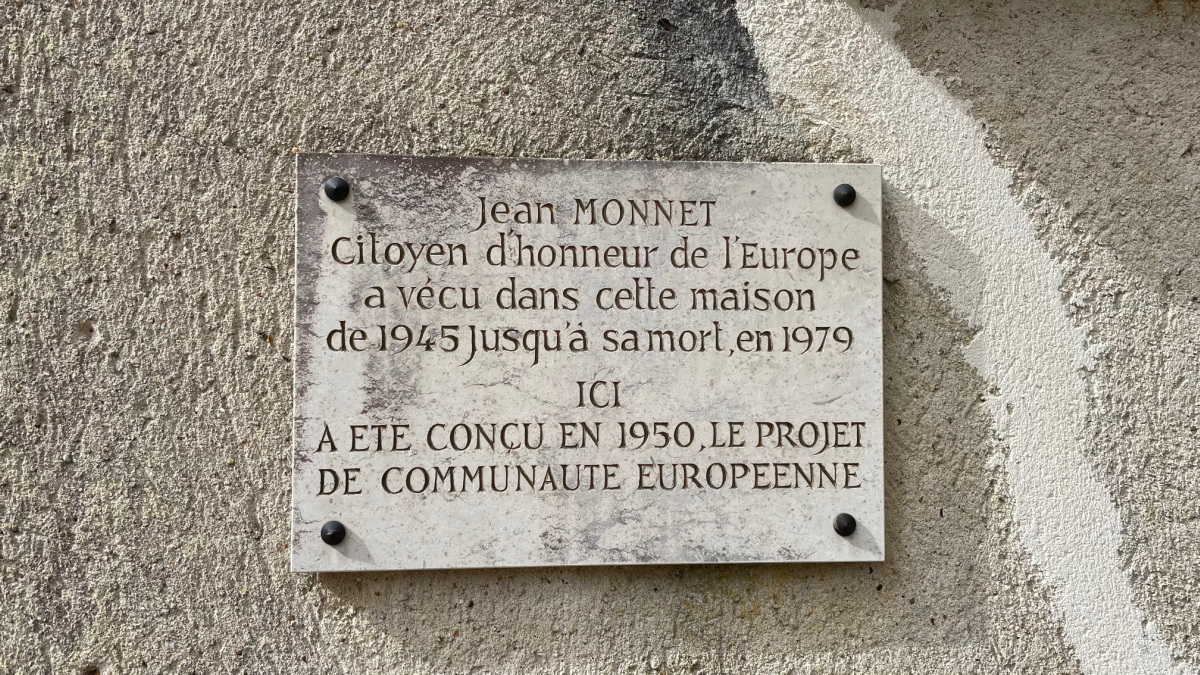 Jean MONNET
Citoyen d'honneur de l'Europe
a vécu dans cette maison
de 1945 Jusqu'à sa mort, en 1979
ICI
A ETE CONÇU EN 1950, LE PROJET
DE COMMUNAUTE EUROPEENNE